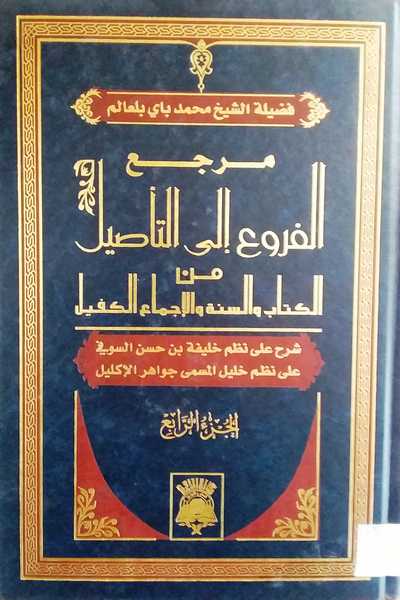 فضيلة الشيخ محمد باي بلعالم
مرجع
الفروع إلى التأصيل
من
الكتاب والسنة والإجماع الكفيل
شرح على نظم خليفة بن حسن السوفي
على نظم خليل المسمى جواهر الإكليل
الجزء الرابع